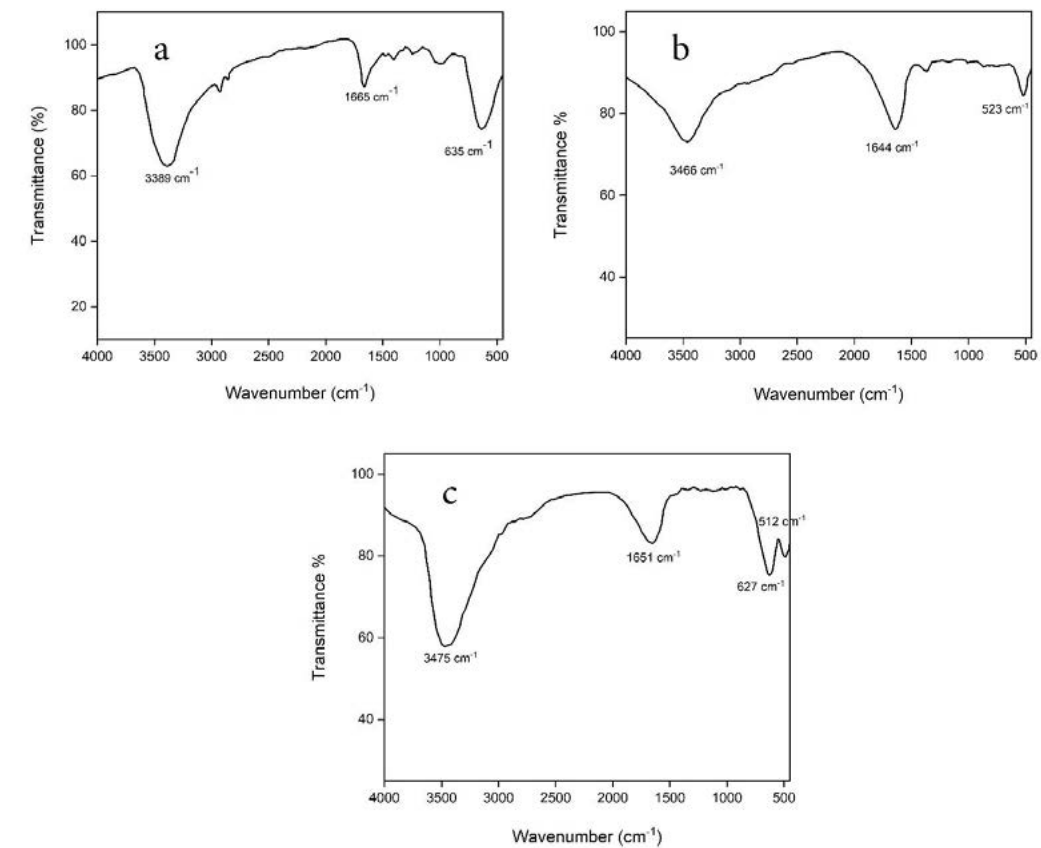 a
100
80
60
40
20
Transmittance (%)
3389 cm⁻¹
1665 cm⁻¹
635 cm⁻¹
4000 3500 3000 2500 2000 1500 1000 500
Wavenumber (cm⁻¹)
b
100
80
60
40
Transmittance %
3466 cm⁻¹
1644 cm⁻¹
523 cm⁻¹
4000 3500 3000 2500 2000 1500 1000 500
Wavenumber (cm⁻¹)
c
100
80
60
40
Transmittance %
3475 cm⁻¹
1651 cm⁻¹
512 cm⁻¹
627 cm⁻¹
4000 3500 3000 2500 2000 1500 1000 500
Wavenumber (cm⁻¹)